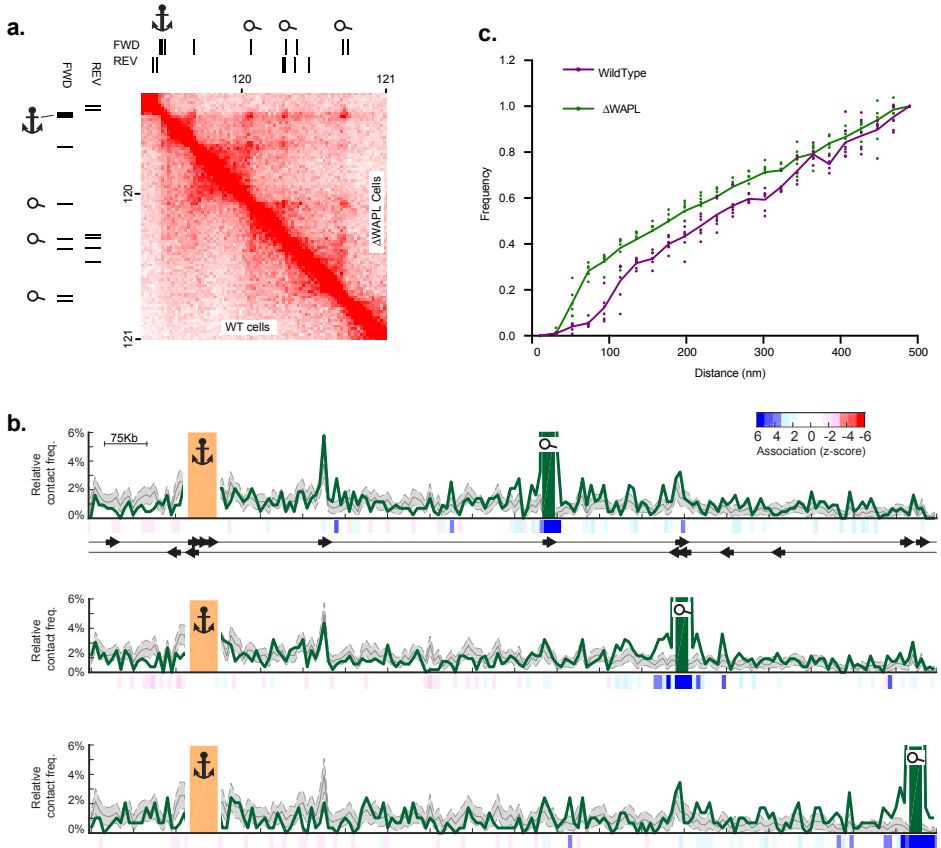 a.
FWD
REV
120
121
FWD
REV
120
121
ΔWAPL Cells
WT cells
c.
WildType
ΔWAPL
Frequency
1.2
1.0
0.8
0.6
0.4
0.2
0.0
0
100
200
300
400
500
Distance (nm)
b.
6 4 2 0 -2 -4 -6
Association (z-score)
75Kb
Relative contact freq.
6%
4%
2%
0%
Relative contact freq.
6%
4%
2%
0%
Relative contact freq.
6%
4%
2%
0%